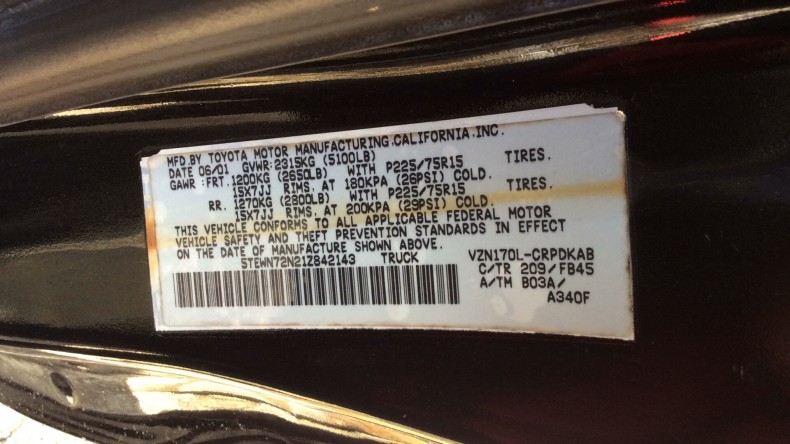 MFD.BY TOYOTA MOTOR MANUFACTURING.CALIFORNIA.INC.
DATE 06/01 GVWR:2315KG (5100LB)
GAWR:FRT.1200KG (2650LB) WITH P225/75R15 TIRES.
15X7JJ RIMS. AT 180KPA (26PSI) COLD.
RR. 1270KG (2800LB) WITH P225/75R15 TIRES.
15X7JJ RIMS. AT 200KPA (29PSI) COLD.
THIS VEHICLE CONFORMS TO ALL APPLICABLE FEDERAL MOTOR
VEHICLE SAFETY AND THEFT PREVENTION STANDARDS IN EFFECT
ON THE DATE OF MANUFACTURE SHOWN ABOVE.
5TEWN72N21Z842143 TRUCK VZN170L-CRPDKAB
C/TR 209/FB45
A/TM B03A/
A340F